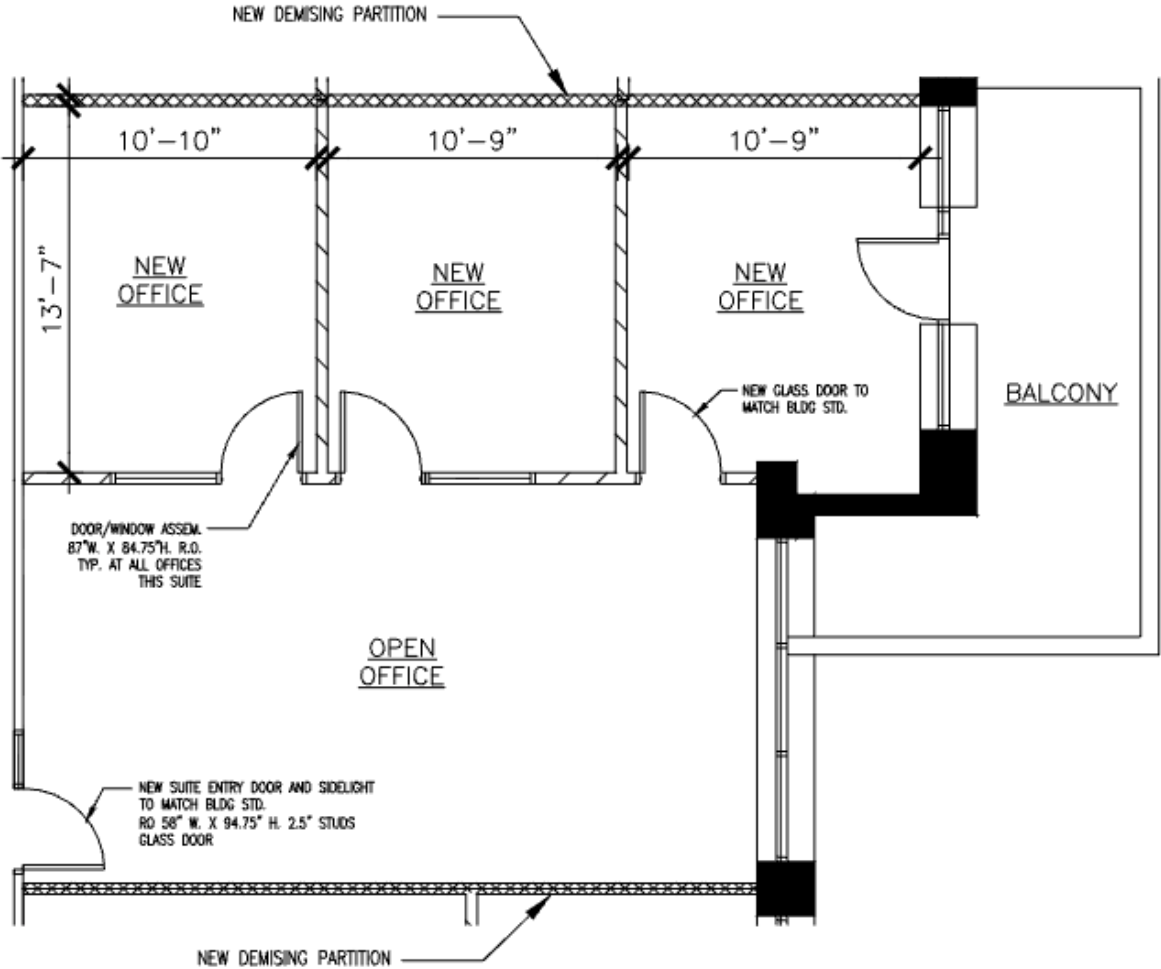 NEW DEMISING PARTITION
10'-10"
10'-9"
10'-9"
13'-7"
NEW
OFFICE
NEW
OFFICE
NEW
OFFICE
NEW GLASS DOOR TO
MATCH BLDG STD.
BALCONY
DOOR/WINDOW ASSEM.
87"W. X 84.75"H. R.O.
TYP. AT ALL OFFICES
THIS SUITE
OPEN
OFFICE
NEW SUITE ENTRY DOOR AND SIDELIGHT
TO MATCH BLDG STD.
RO 58" W. X 94.75" H. 2.5" STUDS
GLASS DOOR
NEW DEMISING PARTITION